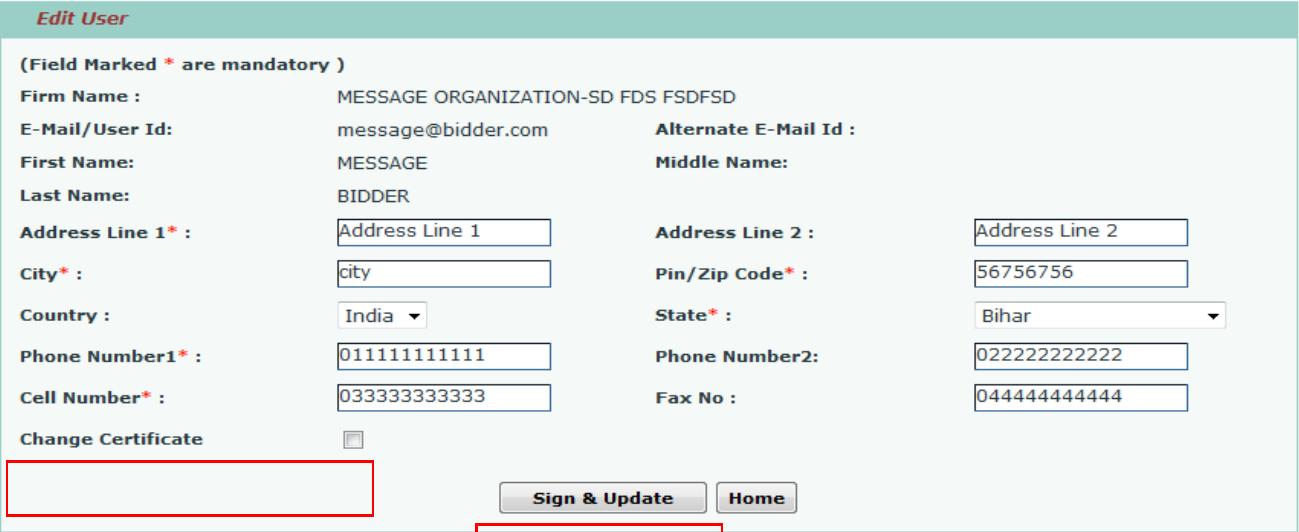 Edit User
(Field Marked * are mandatory )
Firm Name : MESSAGE ORGANIZATION-SD FDS FSDFSD
E-Mail/User Id: message@bidder.com Alternate E-Mail Id :
First Name: MESSAGE Middle Name:
Last Name: BIDDER
Address Line 1* : Address Line 1 Address Line 2 : Address Line 2
City* : city Pin/Zip Code* : 56756756
Country : India State* : Bihar
Phone Number1* : 011111111111 Phone Number2: 022222222222
Cell Number* : 033333333333 Fax No : 044444444444
Change Certificate
Sign & Update Home